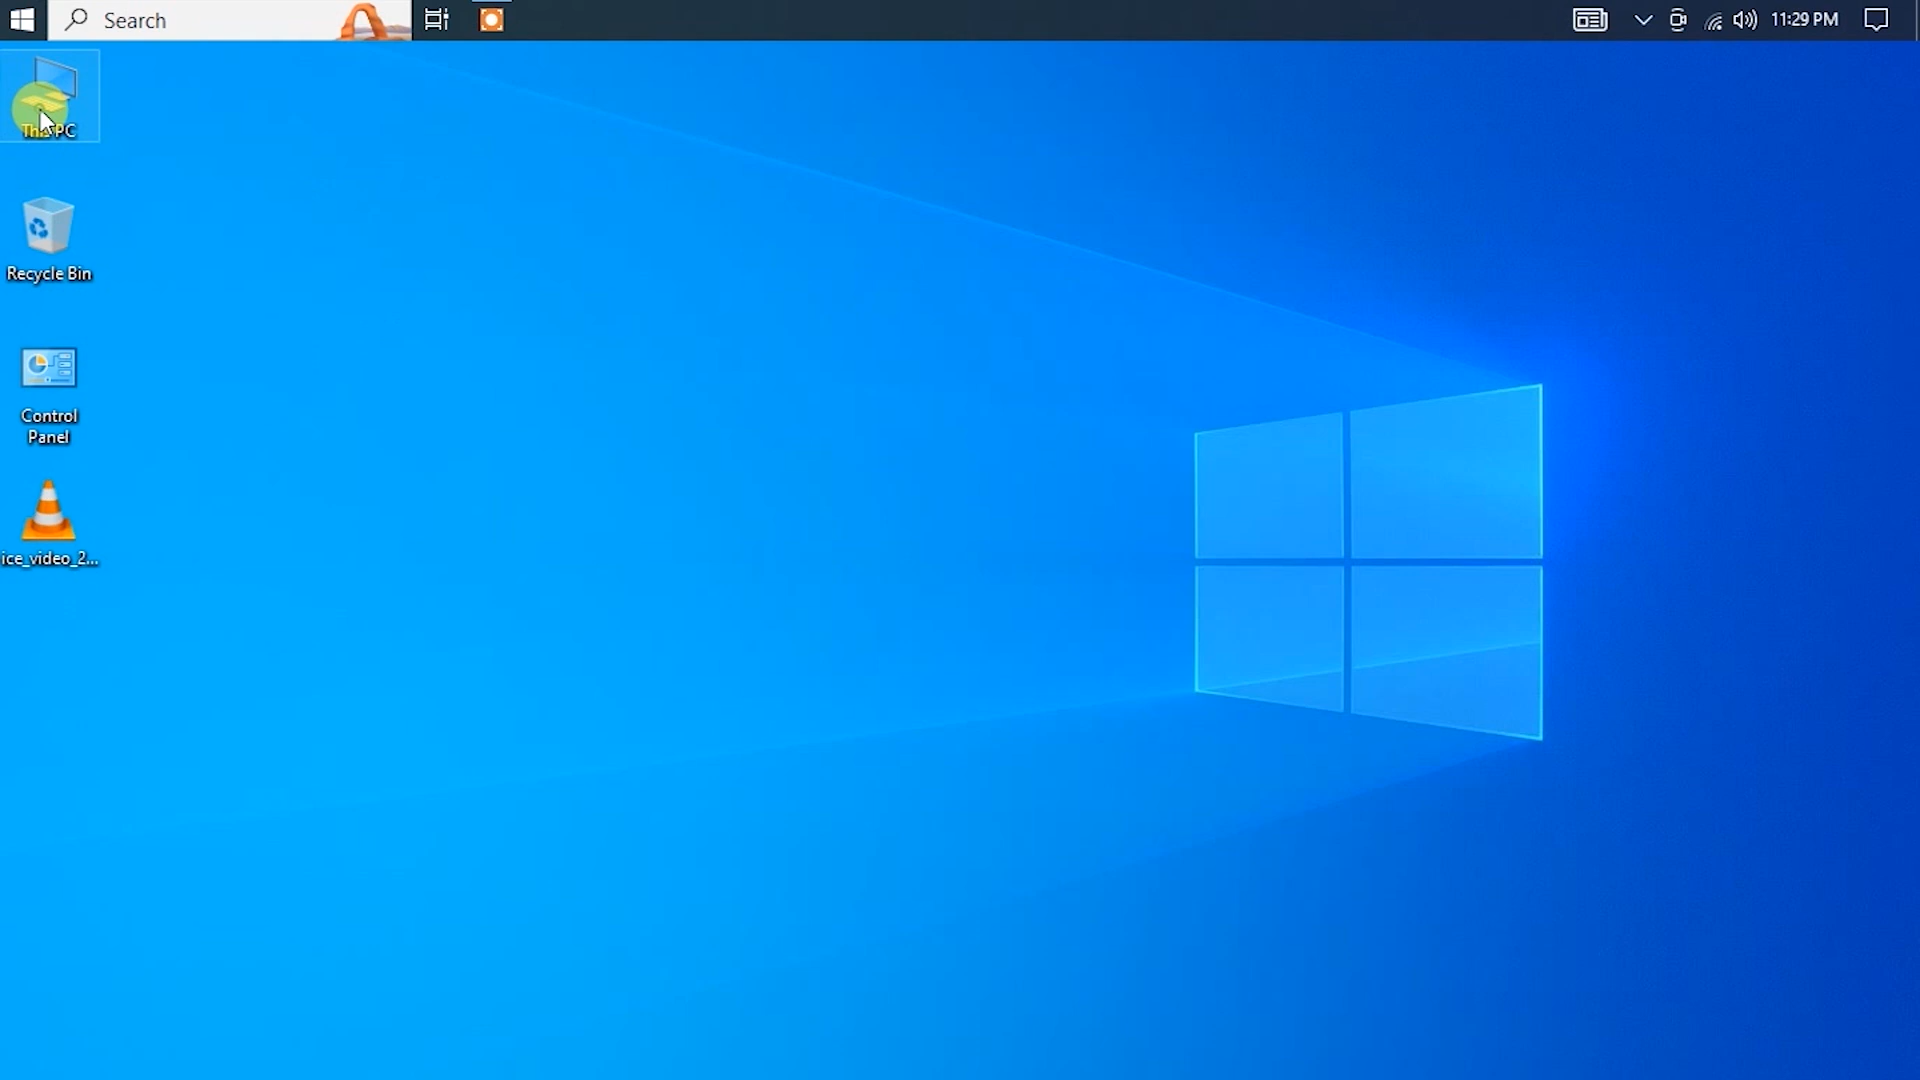 Search
11:29 PM
This PC
Recycle Bin
Control
Panel
ice_video_2...